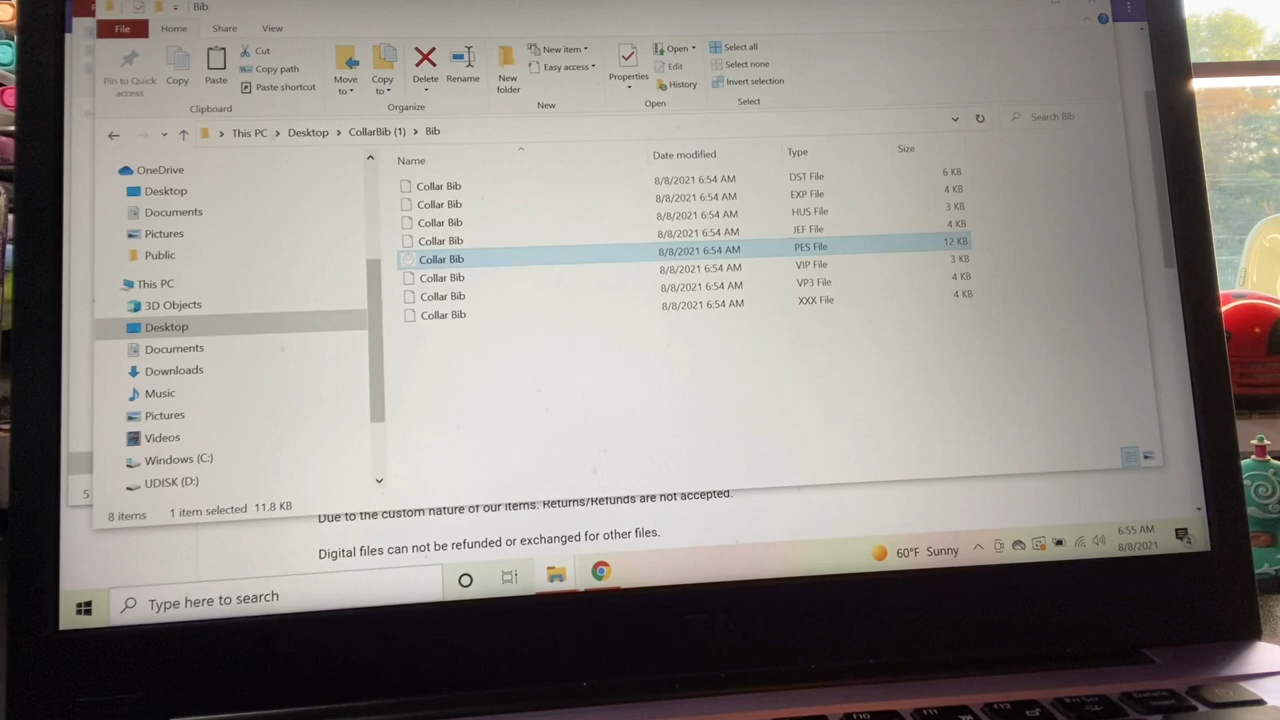 Bib
File Home Share View
Pin to Quick access
Copy
Paste
Cut
Copy path
Paste shortcut
Clipboard
Move to
Copy to
Delete
Rename
Organize
New folder
New item
Easy access
New
Properties
Open
Edit
History
Open
Select all
Select none
Invert selection
Select
This PC > Desktop > CollarBib (1) > Bib
Search Bib
OneDrive
Desktop
Documents
Pictures
Public
This PC
3D Objects
Desktop
Documents
Downloads
Music
Pictures
Videos
Windows (C:)
UDISK (D:)
Name Date modified Type Size
Collar Bib 8/8/2021 6:54 AM DST File 6 KB
Collar Bib 8/8/2021 6:54 AM EXP File 4 KB
Collar Bib 8/8/2021 6:54 AM HUS File 3 KB
Collar Bib 8/8/2021 6:54 AM JEF File 4 KB
Collar Bib 8/8/2021 6:54 AM PES File 12 KB
Collar Bib 8/8/2021 6:54 AM VIP File 3 KB
Collar Bib 8/8/2021 6:54 AM VP3 File 4 KB
Collar Bib 8/8/2021 6:54 AM XXX File 4 KB
5
8 items 1 item selected 11.8 KB
Due to the custom nature of our items. Returns/Refunds are not accepted.
Digital files can not be refunded or exchanged for other files.
Type here to search
60°F Sunny
6:55 AM
8/8/2021
F10 F11 F12 Delete